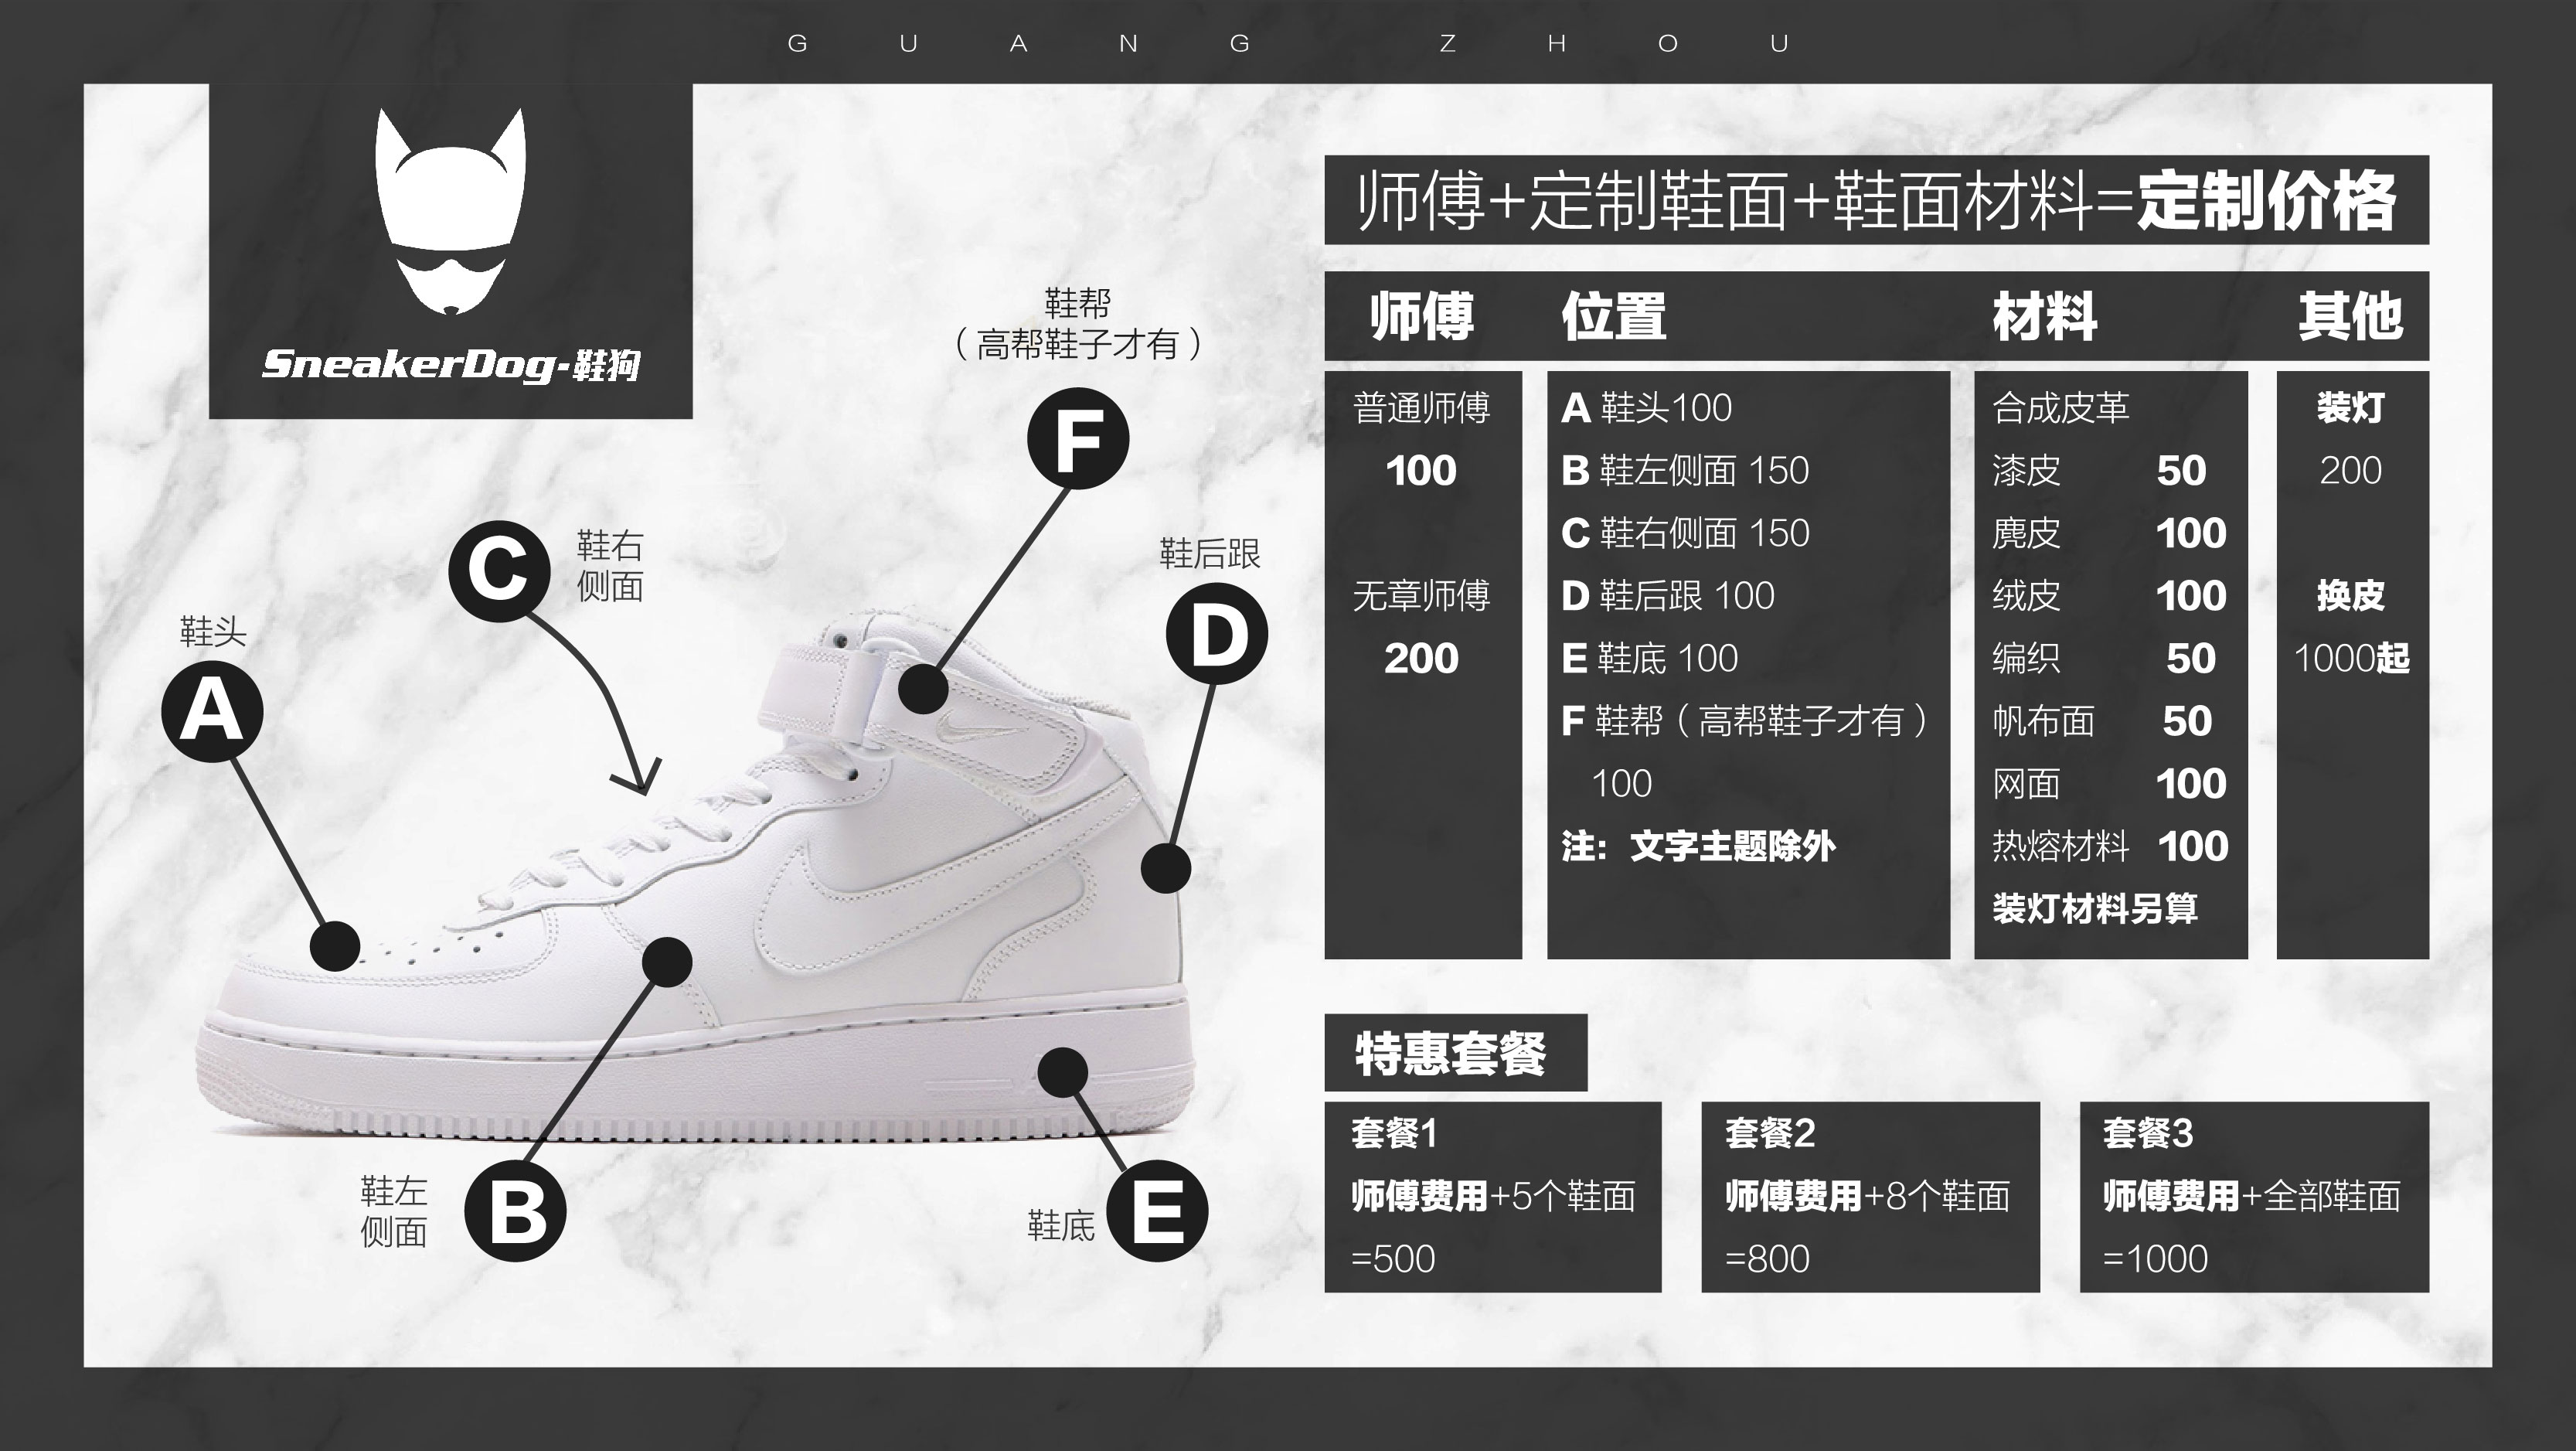 GUANG ZHOU
SneakerDog-鞋狗
鞋帮
（高帮鞋子才有）
F
C
鞋右
侧面
鞋后跟
D
鞋头
A
鞋左
侧面
B
鞋底
E
师傅+定制鞋面+鞋面材料=定制价格
师傅 位置 材料 其他
普通师傅
100
无章师傅
200
A 鞋头100
B 鞋左侧面 150
C 鞋右侧面 150
D 鞋后跟 100
E 鞋底 100
F 鞋帮（高帮鞋子才有）
100
注：文字主题除外
合成皮革
漆皮 50
麂皮 100
绒皮 100
编织 50
帆布面 50
网面 100
热熔材料 100
装灯材料另算
装灯
200
换皮
1000起
特惠套餐
套餐1
师傅费用+5个鞋面
=500
套餐2
师傅费用+8个鞋面
=800
套餐3
师傅费用+全部鞋面
=1000